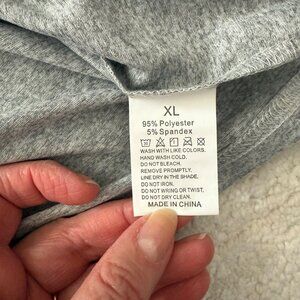 XL
95% Polyester
5% Spandex
WASH WITH LIKE COLORS.
HAND WASH COLD.
DO NOT BLEACH.
REMOVE PROMPTLY.
LINE DRY IN THE SHADE.
DO NOT IRON.
DO NOT WRING OR TWIST,
DO NOT DRY CLEAN.
MADE IN CHINA